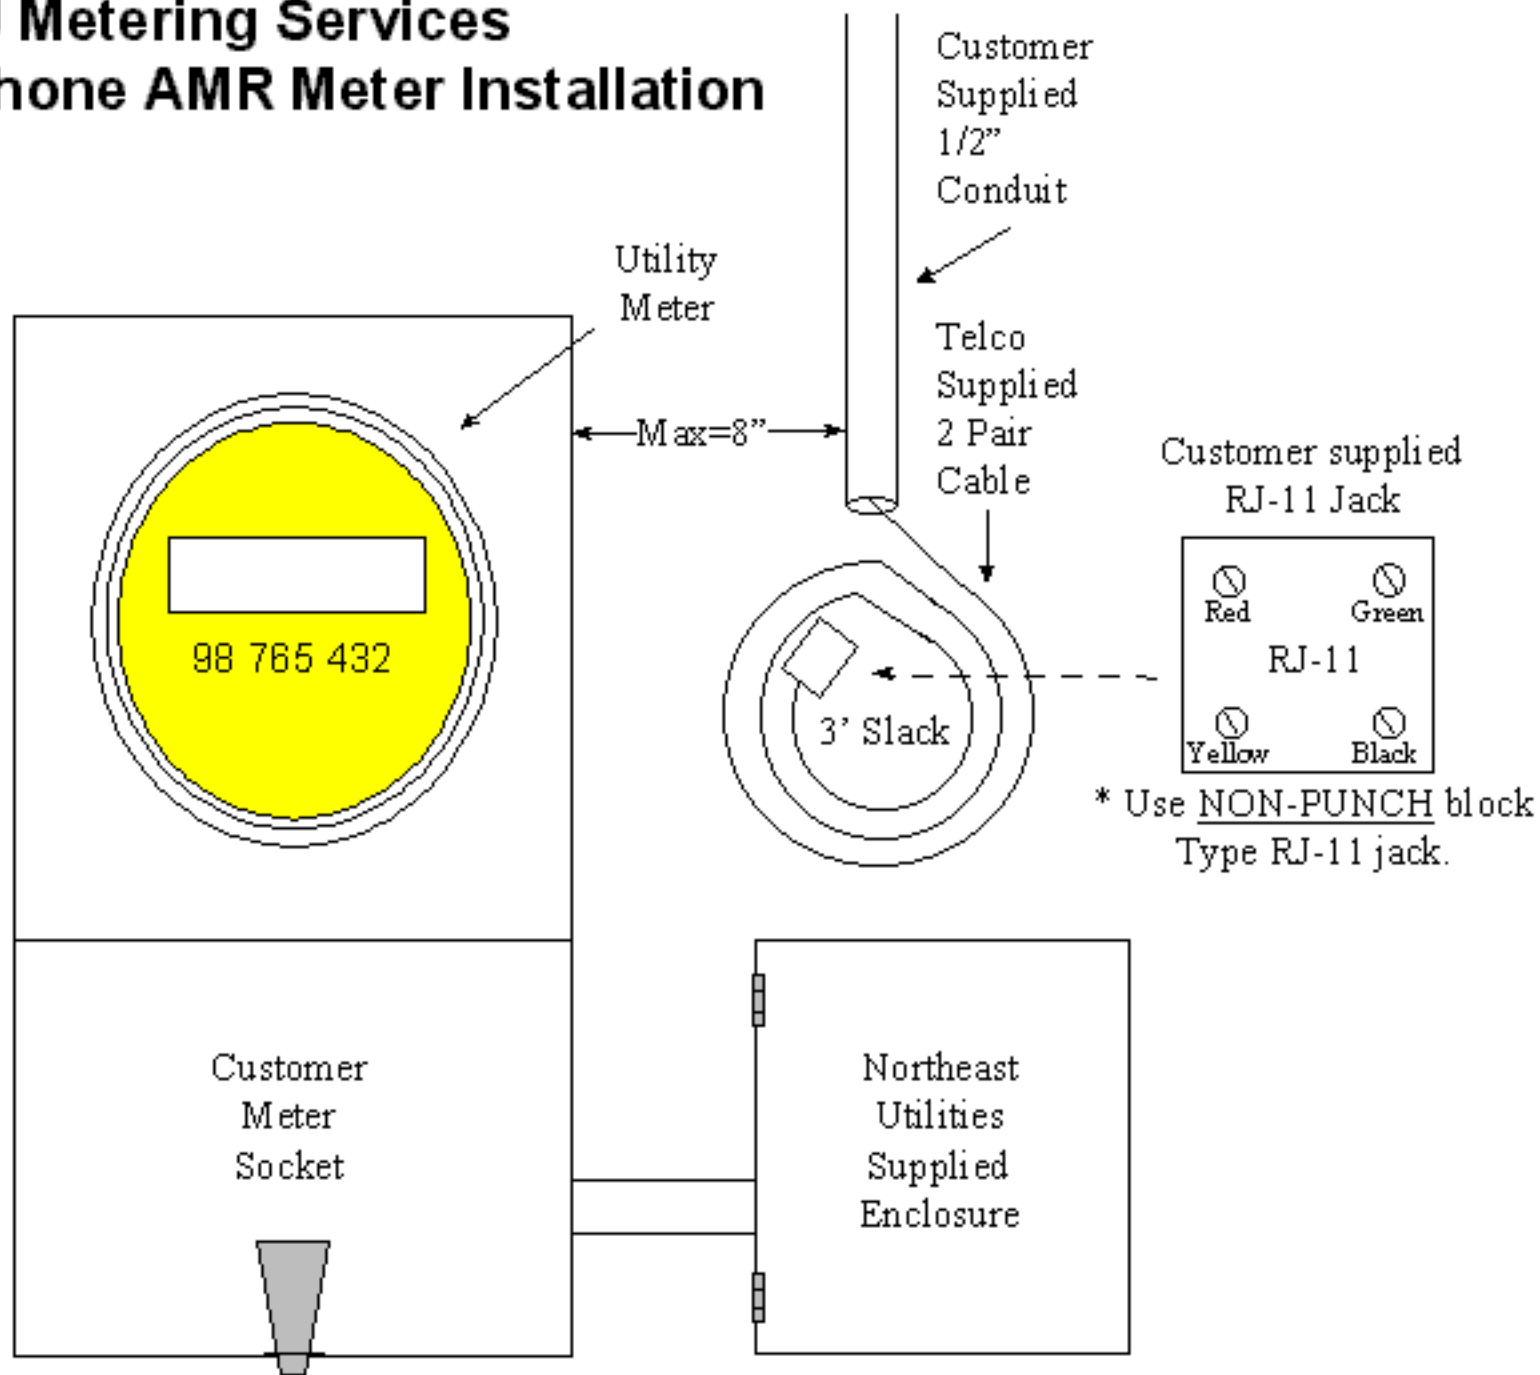 Metering Services
hone AMR Meter Installation
Customer
Supplied
1/2”
Conduit
Utility
Meter
Telco
Supplied
2 Pair
Cable
Max=8”
Customer supplied
RJ-11 Jack
Red
Green
RJ-11
Yellow
Black
* Use NON-PUNCH block
Type RJ-11 jack.
98 765 432
3’ Slack
Customer
Meter
Socket
Northeast
Utilities
Supplied
Enclosure